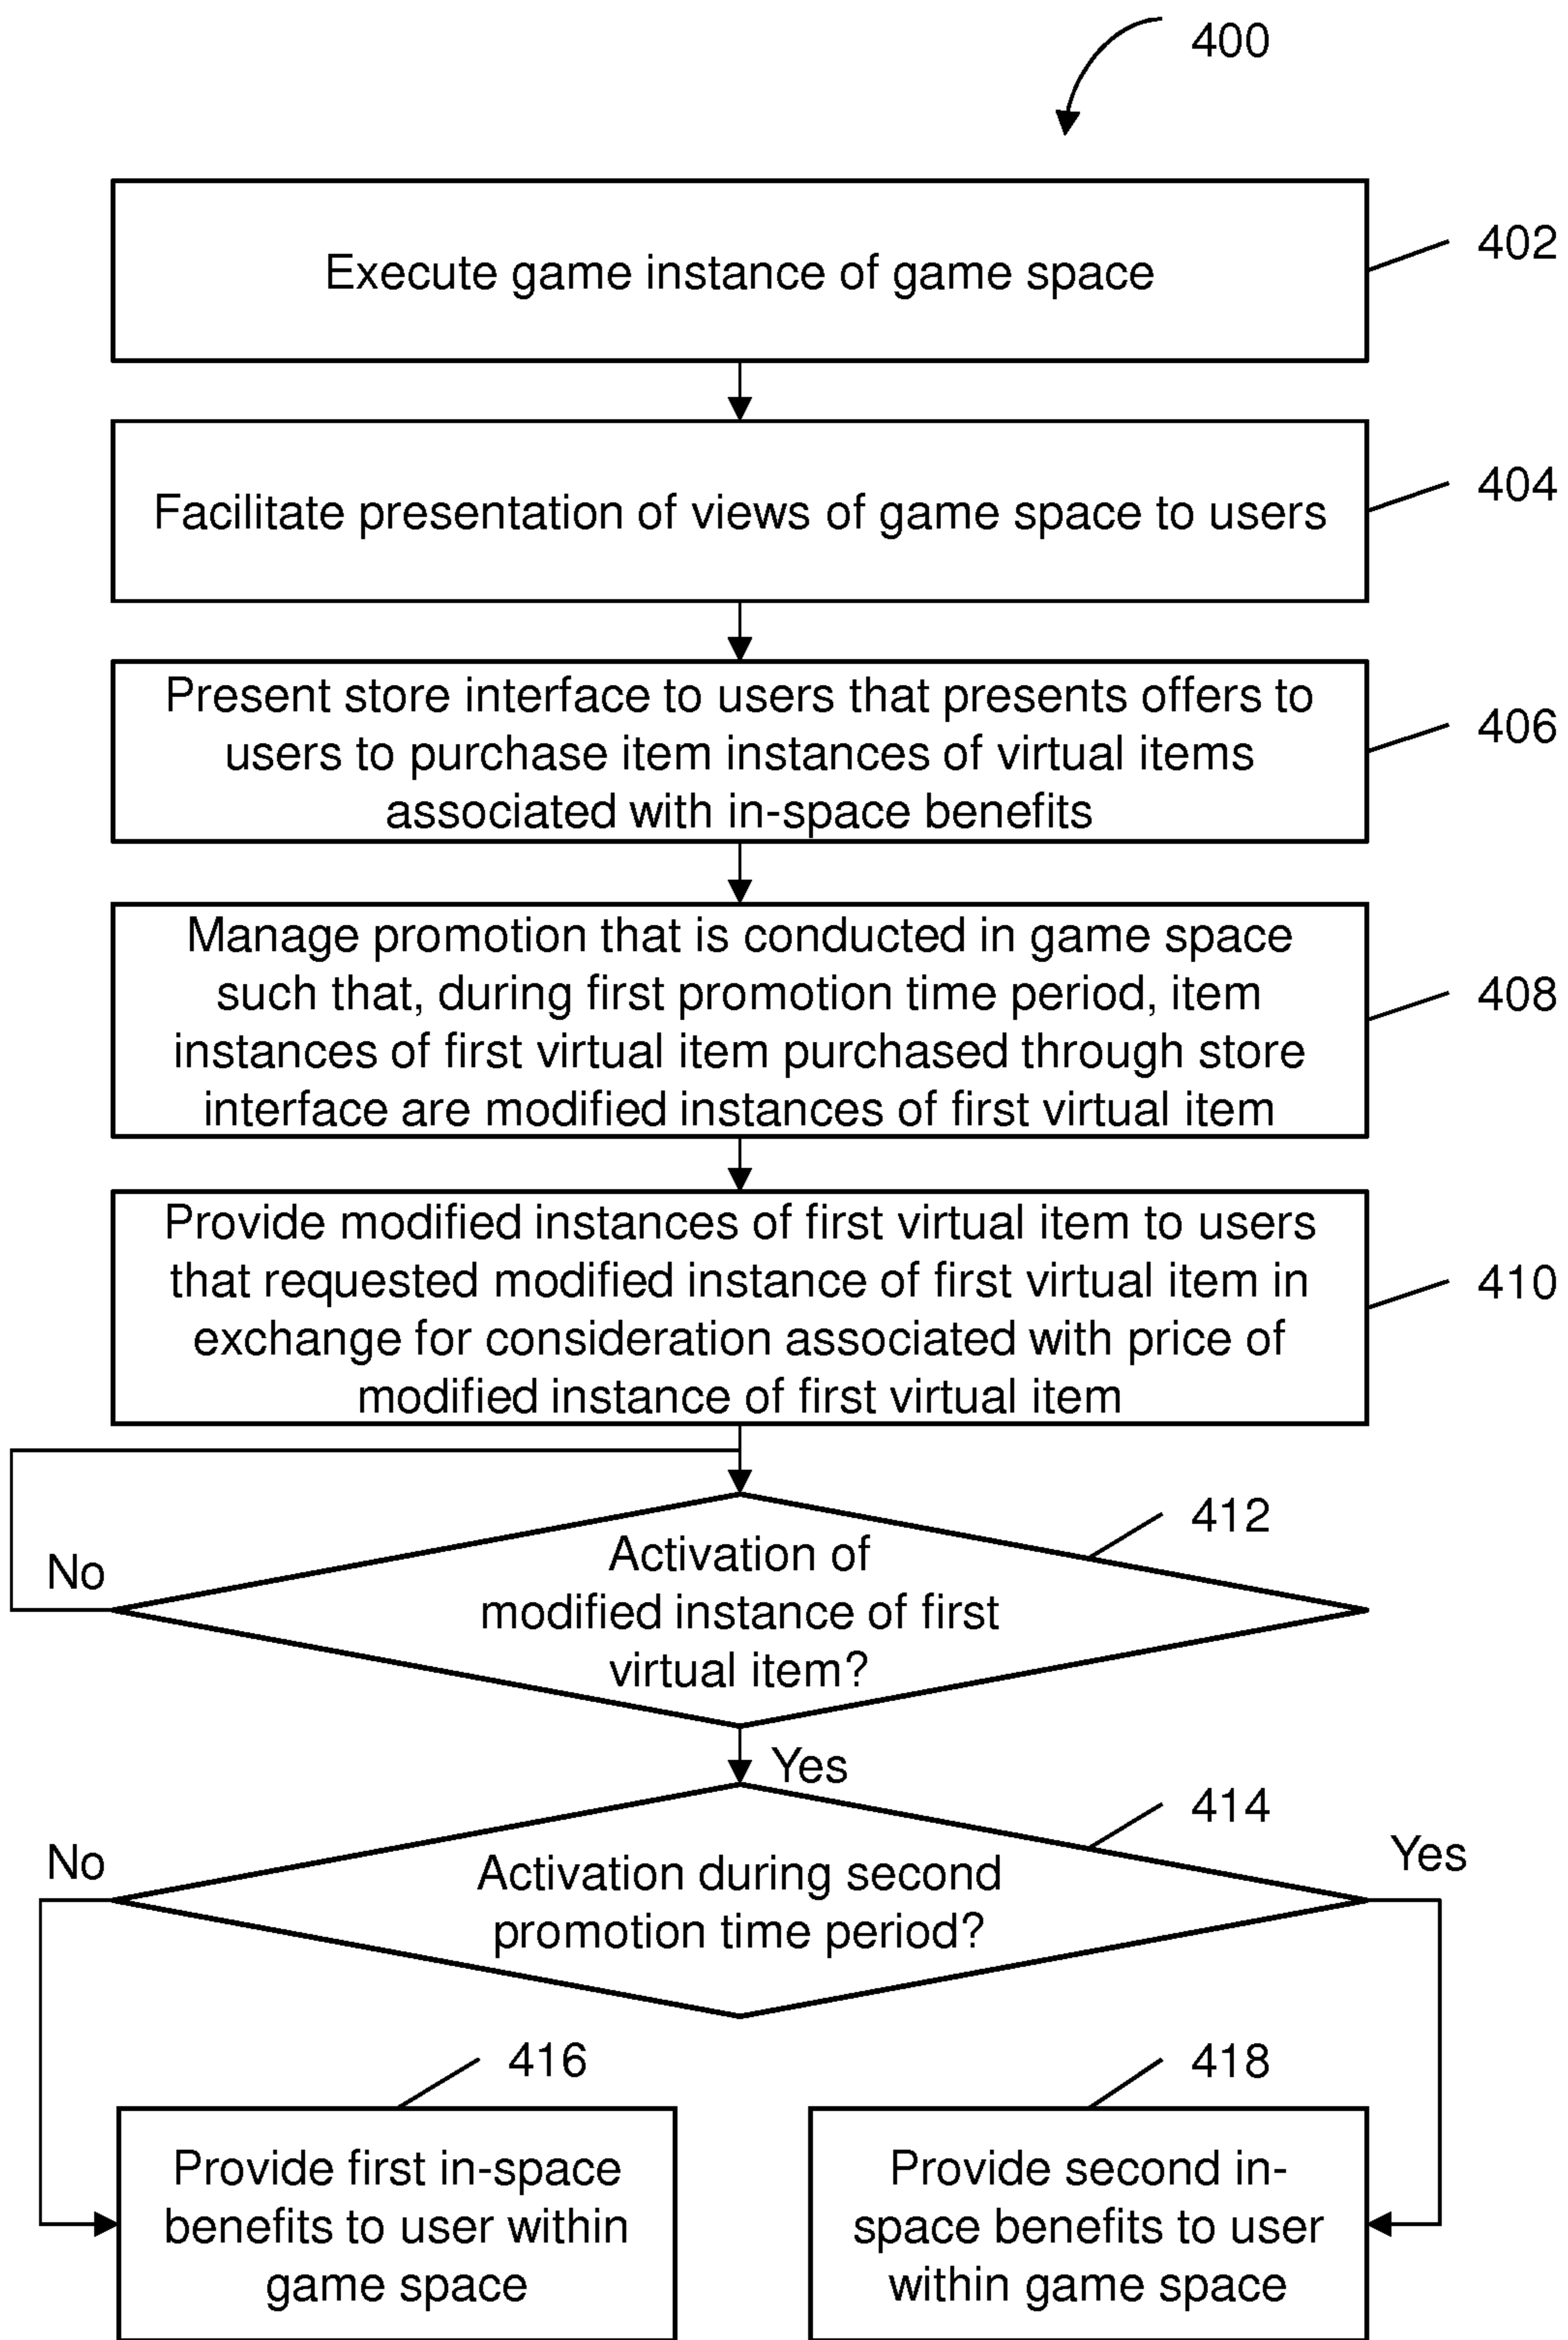 400
Execute game instance of game space
402
Facilitate presentation of views of game space to users
404
Present store interface to users that presents offers to
users to purchase item instances of virtual items
associated with in-space benefits
406
Manage promotion that is conducted in game space
such that, during first promotion time period, item
instances of first virtual item purchased through store
interface are modified instances of first virtual item
408
Provide modified instances of first virtual item to users
that requested modified instance of first virtual item in
exchange for consideration associated with price of
modified instance of first virtual item
410
412
Activation of
modified instance of first
virtual item?
No
Yes
414
Activation during second
promotion time period?
No
Yes
416
Provide first in-space
benefits to user within
game space
418
Provide second in-
space benefits to user
within game space